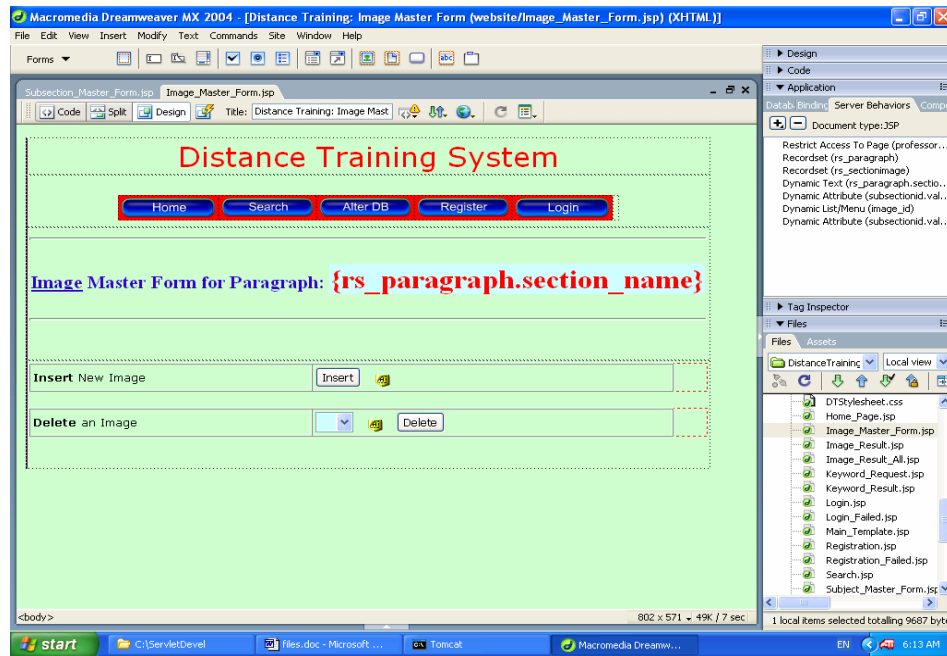 Macromedia Dreamweaver MX 2004 - [Distance Training: Image Master Form (website/Image_Master_Form.jsp) (XHTML)]
File Edit View Insert Modify Text Commands Site Window Help
Forms
Subsection_Master_Form.jsp Image_Master_Form.jsp
Code Split Design Title: Distance Training: Image Mast
Distance Training System
Home Search Alter DB Register Login
Image Master Form for Paragraph: {rs_paragraph.section_name}
Insert New Image Insert
Delete an Image Delete
<body> 802 x 571 49K / 7 sec
Design
Code
Application
Datab Binding Server Behaviors Compo
Document type:JSP
Restrict Access To Page (professor...
Recordset (rs_paragraph)
Recordset (rs_sectionimage)
Dynamic Text (rs_paragraph.sectio..
Dynamic Attribute (subsectionid.val..
Dynamic List/Menu (image_id)
Dynamic Attribute (subsectionid.val..
Tag Inspector
Files
Files Assets
DistanceTraining Local view
DTStylesheet.css
Home_Page.jsp
Image_Master_Form.jsp
Image_Result.jsp
Image_Result_All.jsp
Keyword_Request.jsp
Keyword_Result.jsp
Login.jsp
Login_Failed.jsp
Main_Template.jsp
Registration.jsp
Registration_Failed.jsp
Search.jsp
Subject_Master_Form.jsp
1 local items selected totalling 9687 byte
start C:\ServletDevel files.doc - Microsoft ... Tomcat Macromedia Dreamw... EN 6:13 AM